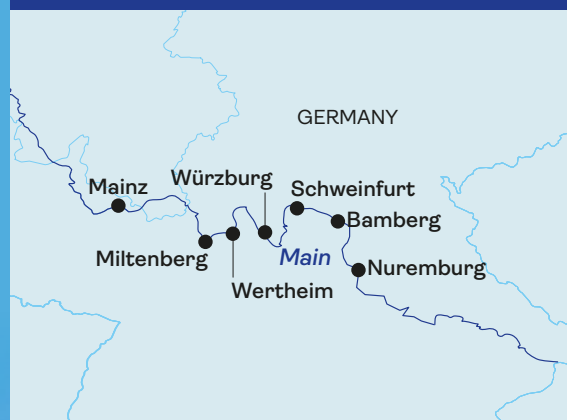 GERMANY
Mainz
Würzburg
Schweinfurt
Bamberg
Miltenberg
Main
Nuremburg
Wertheim